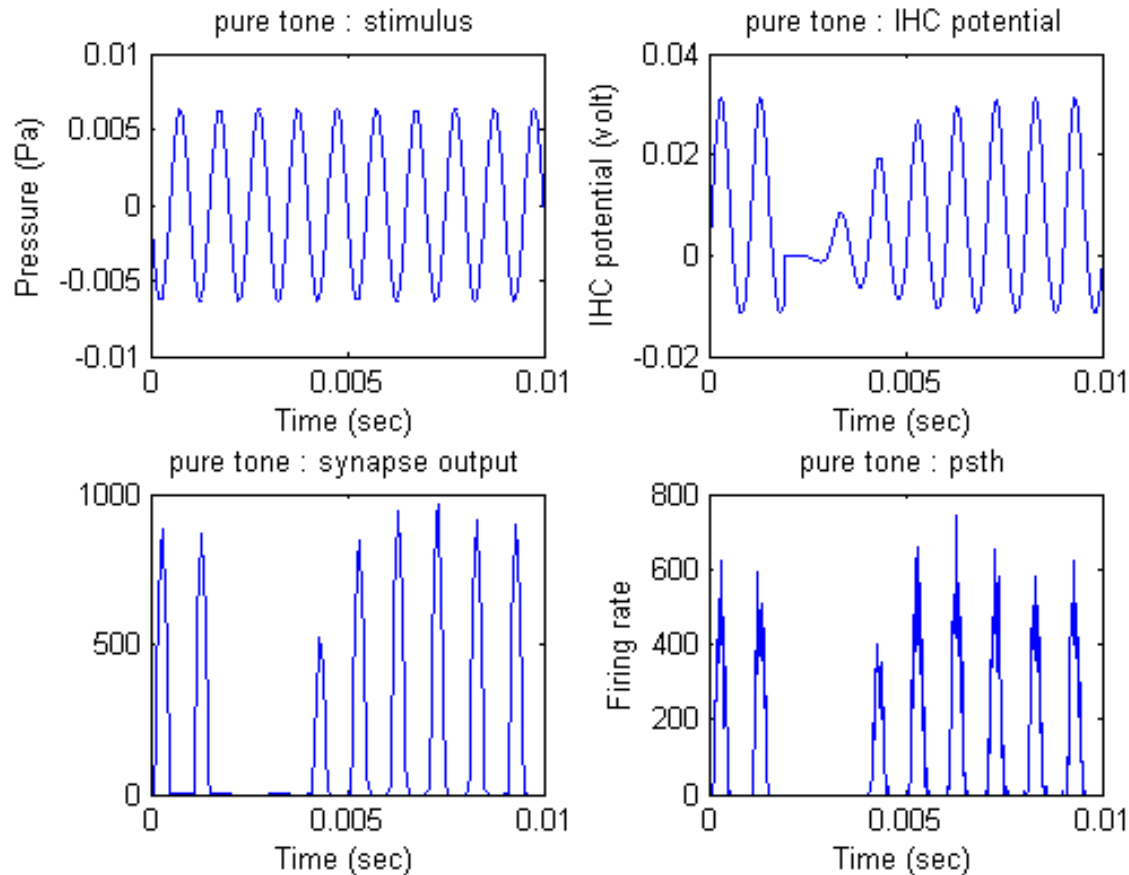 pure tone : stimulus
0.01
0.005
0
-0.005
-0.01
Pressure (Pa)
0
0.005
0.01
Time (sec)
pure tone : IHC potential
0.04
0.02
0
-0.02
IHC potential (volt)
0
0.005
0.01
Time (sec)
pure tone : synapse output
1000
500
0
0
0.005
0.01
Time (sec)
pure tone : psth
800
600
400
200
0
Firing rate
0
0.005
0.01
Time (sec)